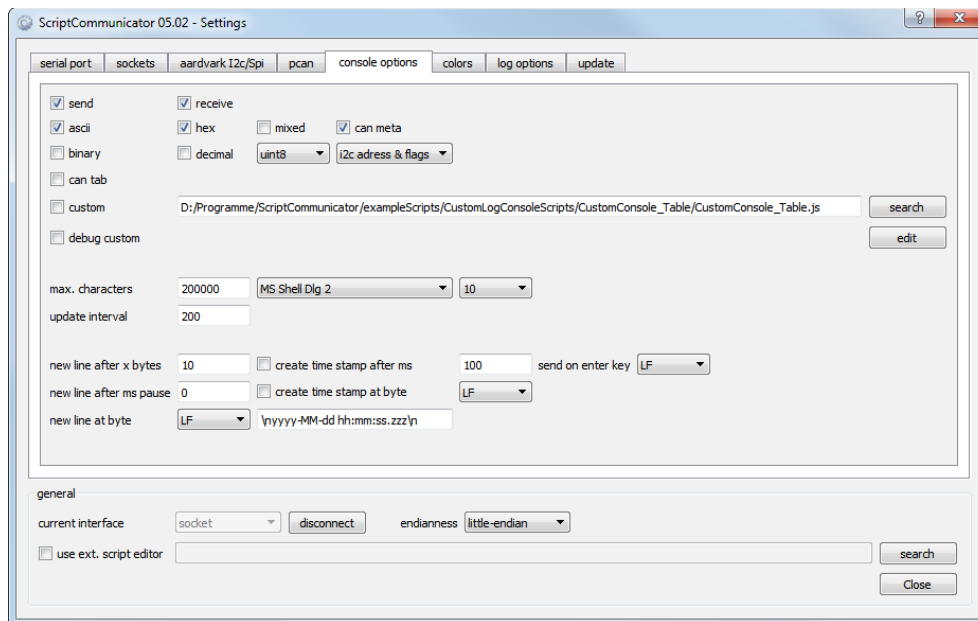 ScriptCommunicator 05.02 - Settings
? X
serial port sockets aardvark I2c/Spi pcan console options colors log options update
send receive
ascii hex mixed can meta
binary decimal uint8 i2c adress & flags
can tab
custom D:/Programme/ScriptCommunicator/exampleScripts/CustomLogConsoleScripts/CustomConsole_Table/CustomConsole_Table.js search
debug custom edit
max. characters 200000 MS Shell Dlg 2 10
update interval 200
new line after x bytes 10 create time stamp after ms 100 send on enter key LF
new line after ms pause 0 create time stamp at byte LF
new line at byte LF \nyyyy-MM-dd hh:mm:ss.zzz\n
general
current interface socket disconnect endianness little-endian
use ext. script editor search
Close